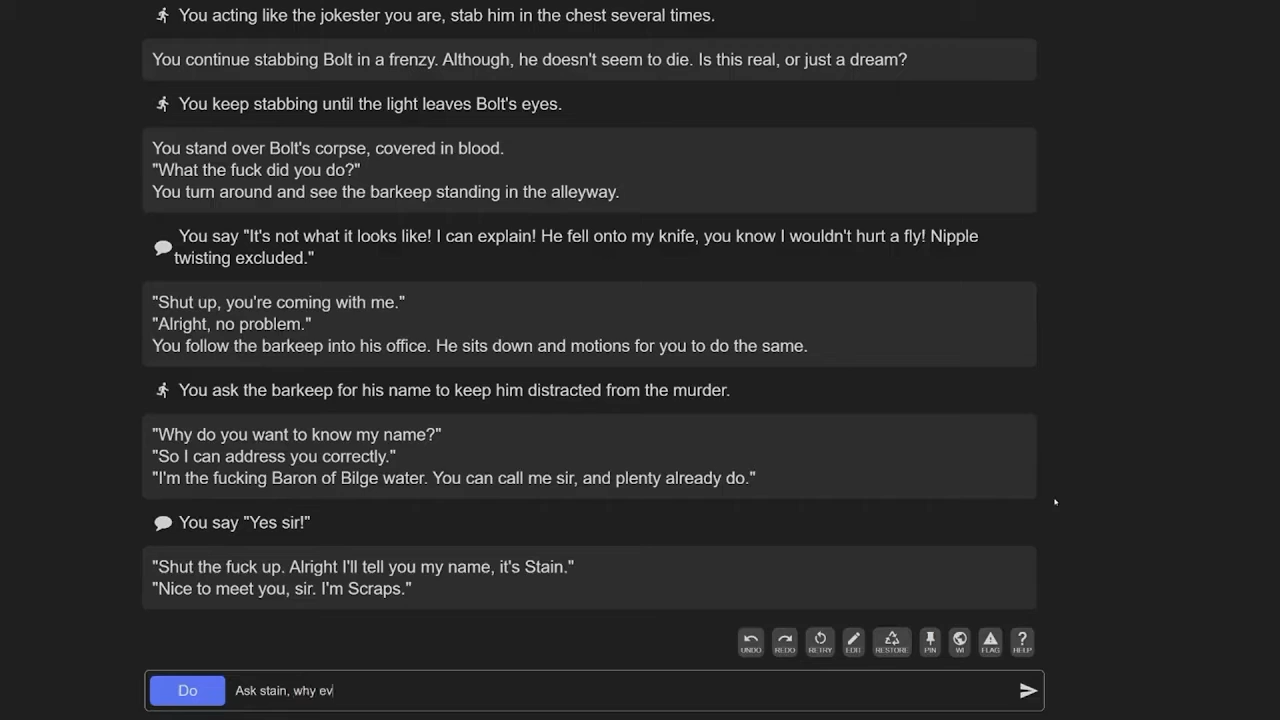 You acting like the jokester you are, stab him in the chest several times.
You continue stabbing Bolt in a frenzy. Although, he doesn't seem to die. Is this real, or just a dream?
You keep stabbing until the light leaves Bolt's eyes.
You stand over Bolt's corpse, covered in blood.
"What the fuck did you do?"
You turn around and see the barkeep standing in the alleyway.
You say "It's not what it looks like! I can explain! He fell onto my knife, you know I wouldn't hurt a fly! Nipple
twisting excluded."
"Shut up, you're coming with me."
"Alright, no problem."
You follow the barkeep into his office. He sits down and motions for you to do the same.
You ask the barkeep for his name to keep him distracted from the murder.
"Why do you want to know my name?"
"So I can address you correctly."
"I'm the fucking Baron of Bilge water. You can call me sir, and plenty already do."
You say "Yes sir!"
"Shut the fuck up. Alright I'll tell you my name, it's Stain."
"Nice to meet you, sir. I'm Scraps."
UNDO REDO RETRY EDIT RESTORE PIN WI FLAG HELP
Do Ask stain, why ev